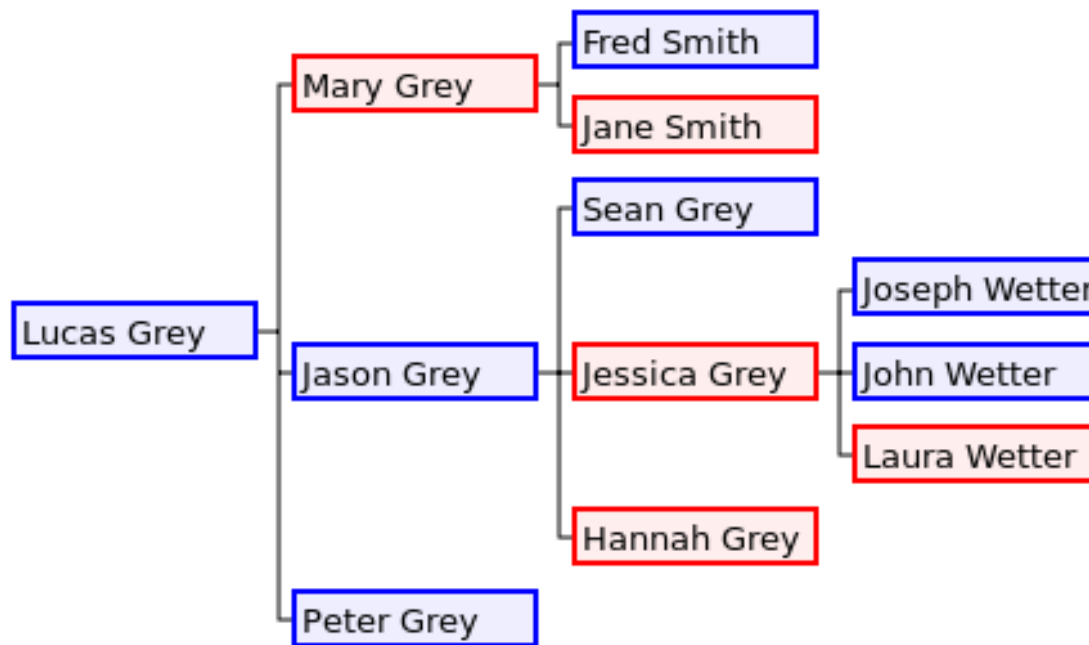 Fred Smith
Mary Grey
Jane Smith
Sean Grey
Joseph Wetter
Lucas Grey
Jason Grey
Jessica Grey
John Wetter
Laura Wetter
Hannah Grey
Peter Grey